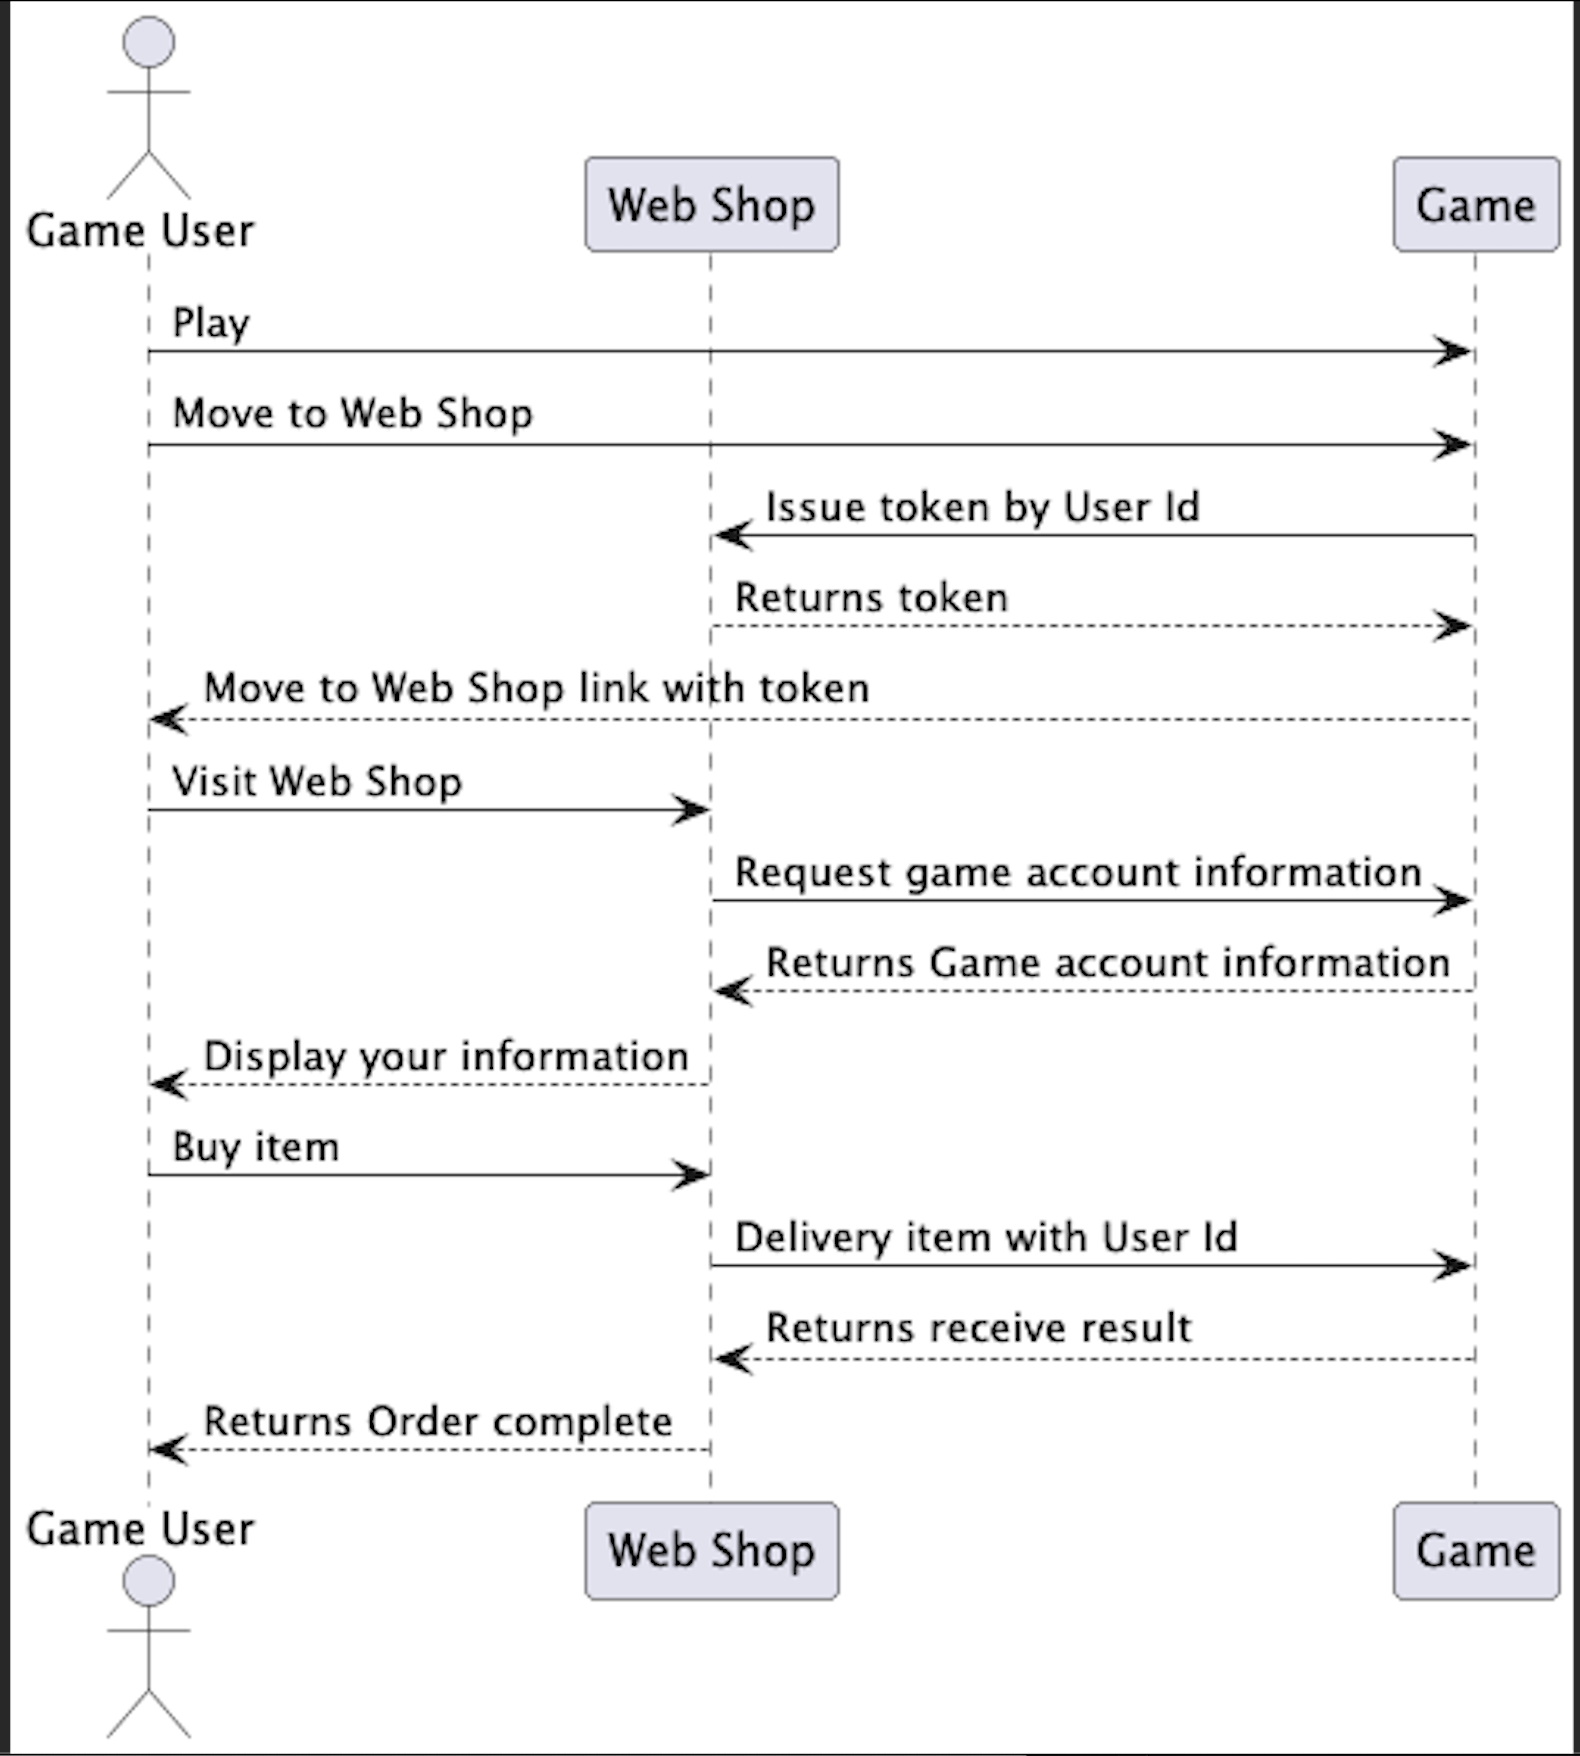 Game User
Web Shop
Game
Play
Move to Web Shop
Issue token by User Id
Returns token
Move to Web Shop link with token
Visit Web Shop
Request game account information
Returns Game account information
Display your information
Buy item
Delivery item with User Id
Returns receive result
Returns Order complete
Game User
Web Shop
Game